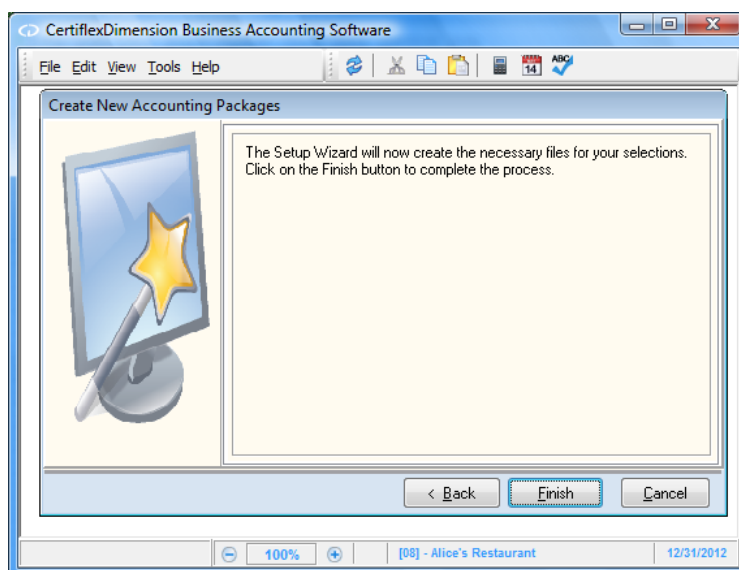 CertiflexDimension Business Accounting Software
File Edit View Tools Help
14
ABC
Create New Accounting Packages
The Setup Wizard will now create the necessary files for your selections.
Click on the Finish button to complete the process.
< Back Finish Cancel
100% [08] - Alice's Restaurant 12/31/2012